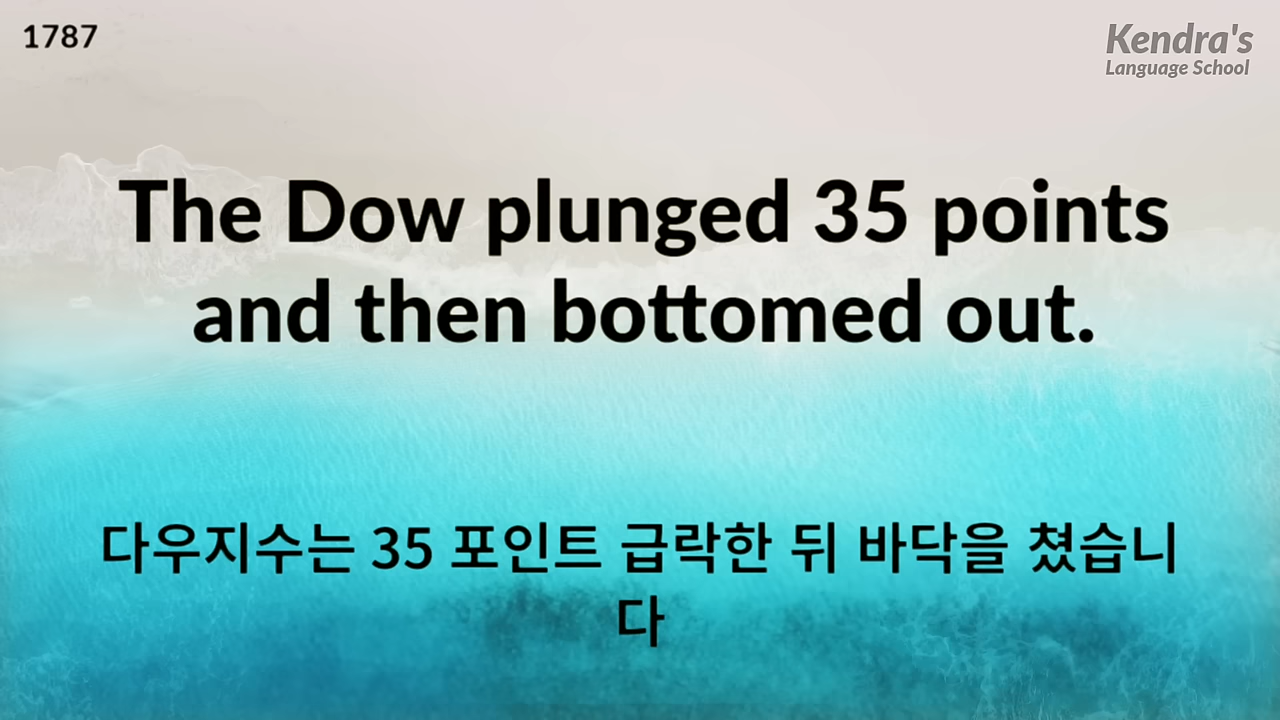 1787
Kendra's
Language School
The Dow plunged 35 points
and then bottomed out.
다우지수는 35 포인트 급락한 뒤 바닥을 쳤습니
다